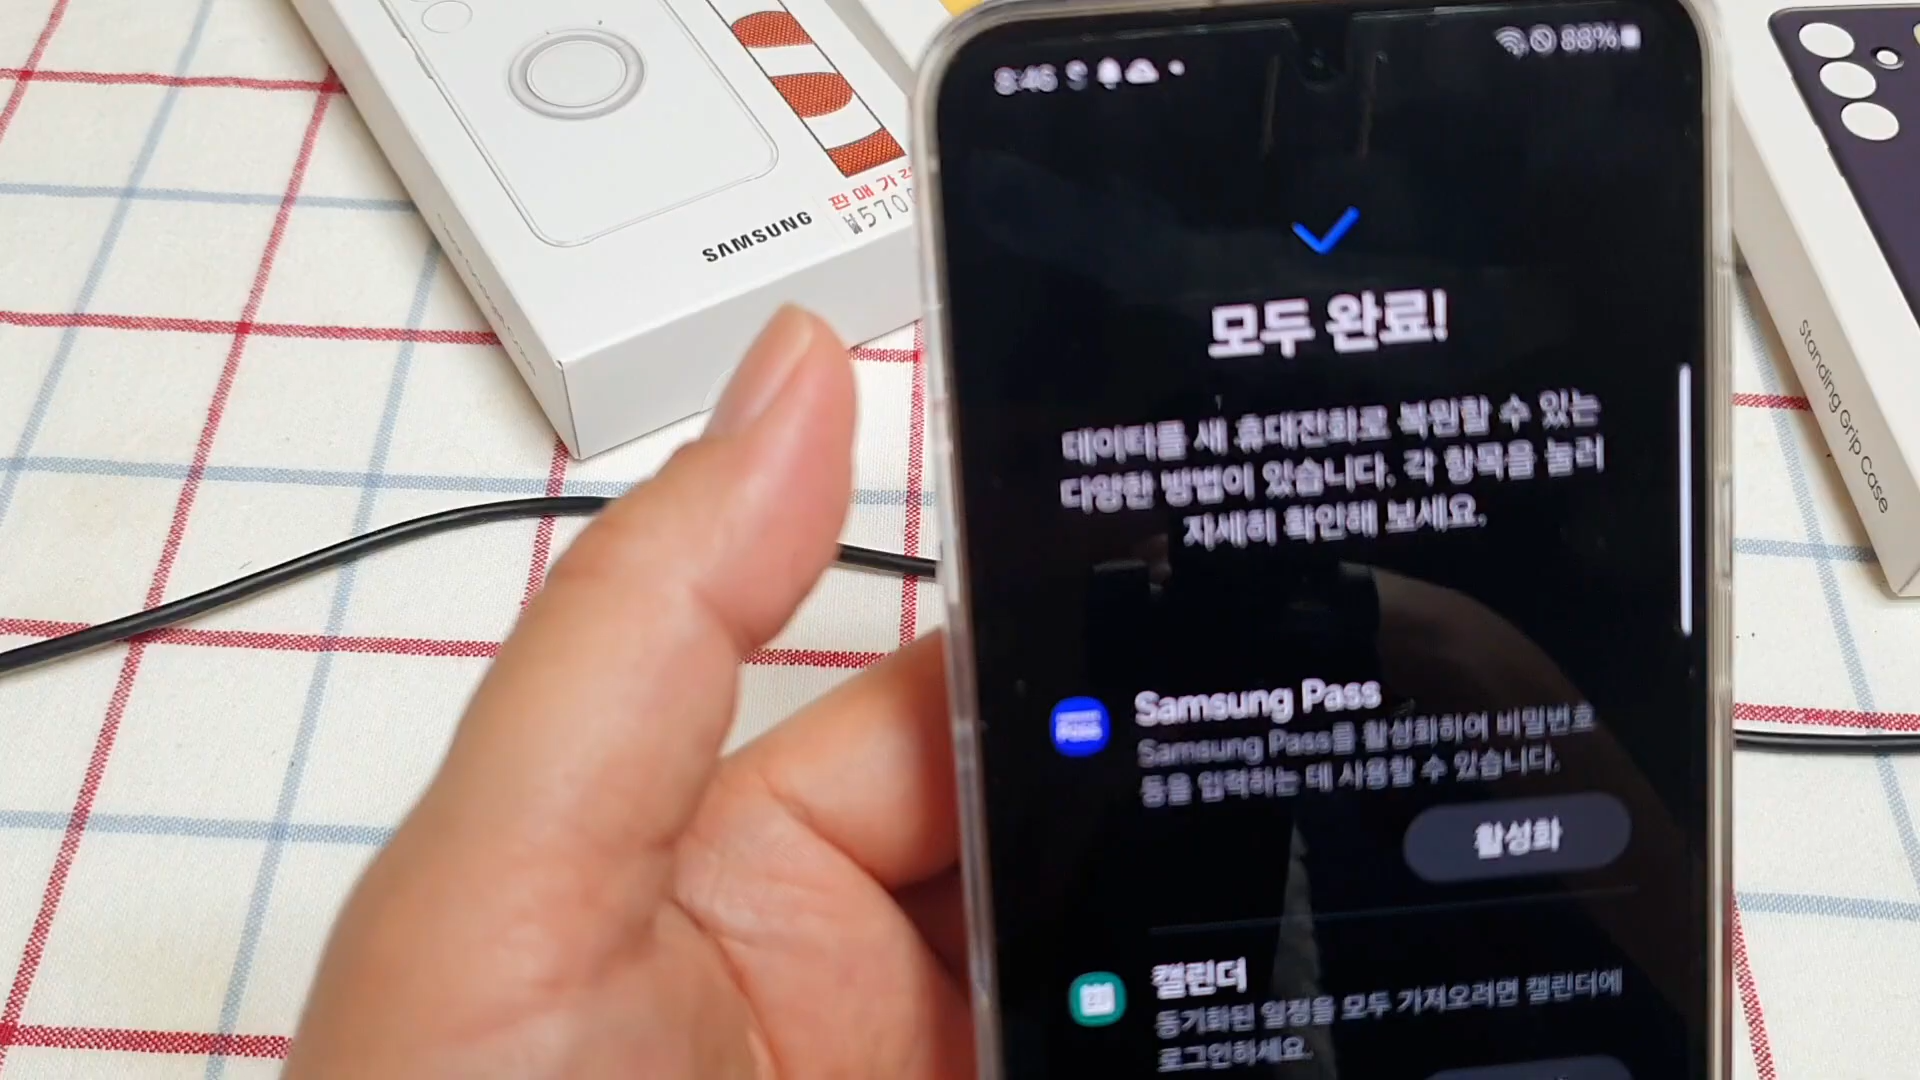 판매가격
₩570
SAMSUNG
8:46
88%
모두 완료!
데이터를 새 휴대전화로 복원할 수 있는
다양한 방법이 있습니다. 각 항목을 눌러
자세히 확인해 보세요.
Samsung Pass
Samsung Pass를 활성화하여 비밀번호
등을 입력하는 데 사용할 수 있습니다.
활성화
캘린더
동기화된 일정을 모두 가져오려면 캘린더에
로그인하세요.
Standing Grip Case